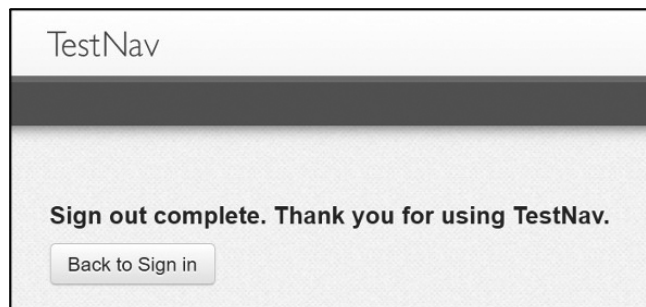 TestNav
Sign out complete. Thank you for using TestNav.
Back to Sign in